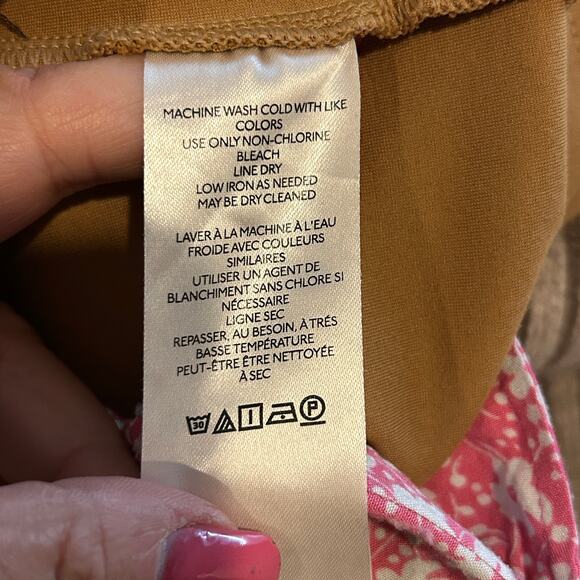 MACHINE WASH COLD WITH LIKE
COLORS
USE ONLY NON-CHLORINE
BLEACH
LINE DRY
LOW IRON AS NEEDED
MAY BE DRY CLEANED
LAVER À LA MACHINE À L'EAU
FROIDE AVEC COULEURS
SIMILAIRES
UTILISER UN AGENT DE
BLANCHIMENT SANS CHLORE SI
NÉCESSAIRE
LIGNE SEC
REPASSER, AU BESOIN, À TRÉS
BASSE TEMPÉRATURE
PEUT-ÊTRE ÊTRE NETTOYÉE
À SEC
30 P